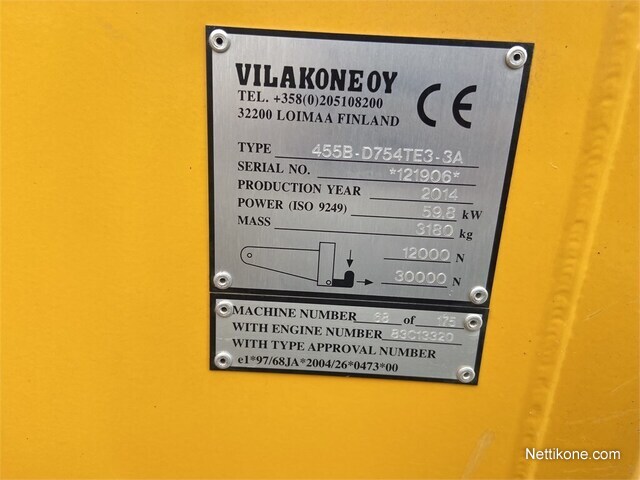 VILAKONE OY
TEL. +358(0)205108200
32200 LOIMAA FINLAND
CE
TYPE 455B-D754TE3-3A
SERIAL NO. *121906*
PRODUCTION YEAR 2014
POWER (ISO 9249) 59.8 kW
MASS 3180 kg
12000 N
30000 N
MACHINE NUMBER 68 of 175
WITH ENGINE NUMBER 83C13320
WITH TYPE APPROVAL NUMBER
e1*97/68JA*2004/26*0473*00
Nettikone.com